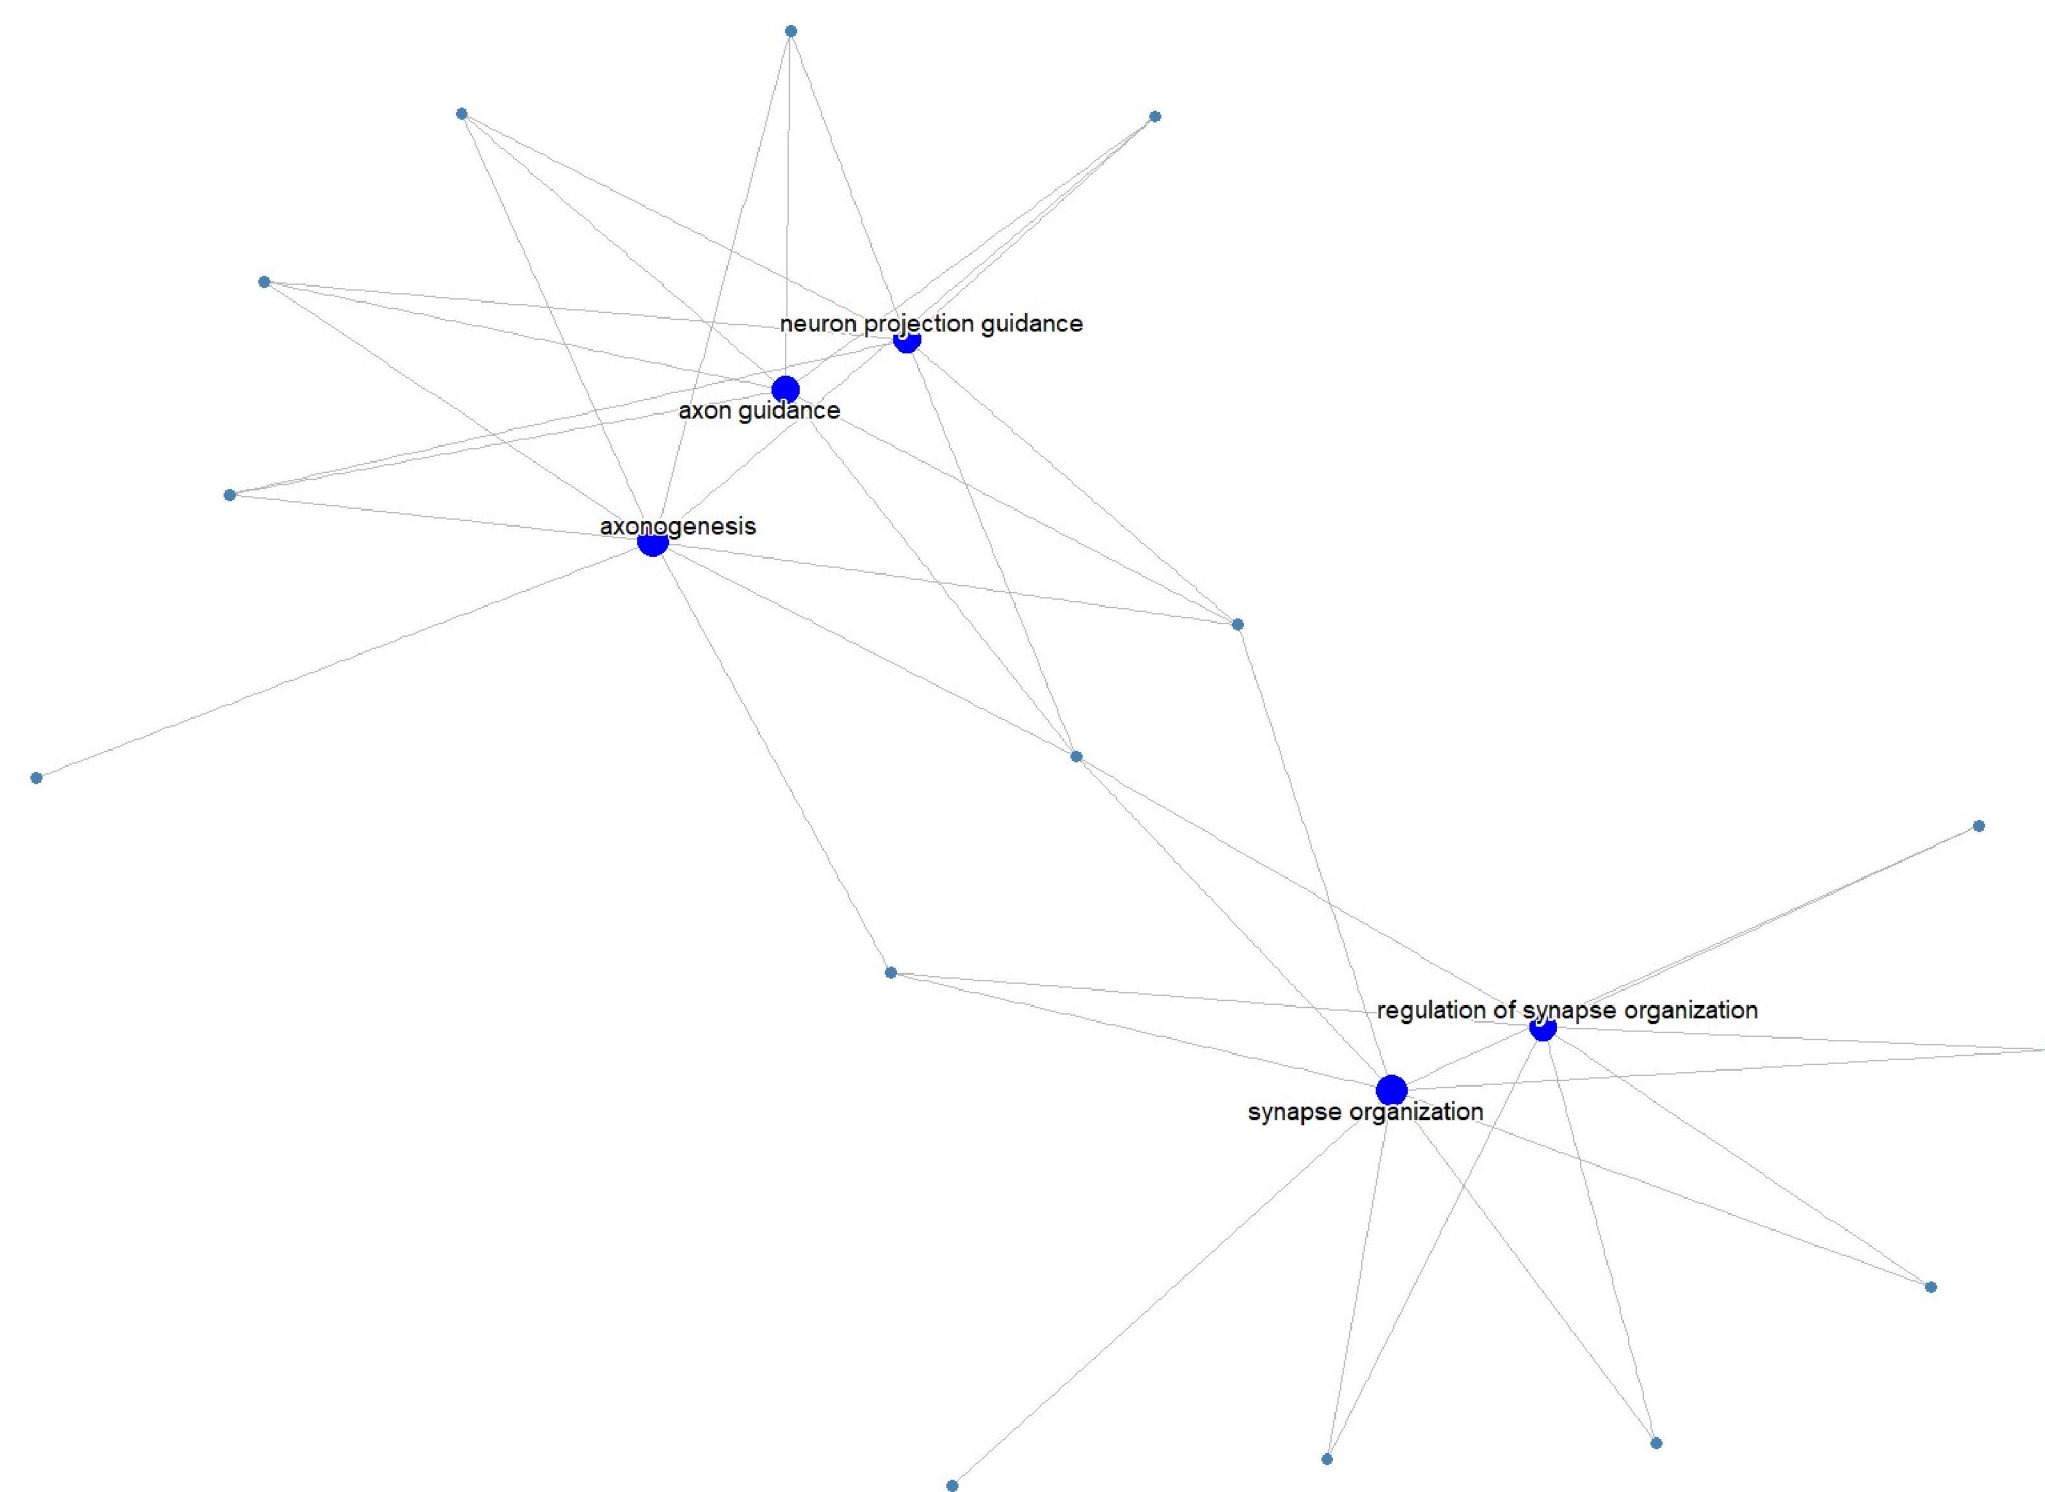 neuron projection guidance
axon guidance
axonogenesis
regulation of synapse organization
synapse organization